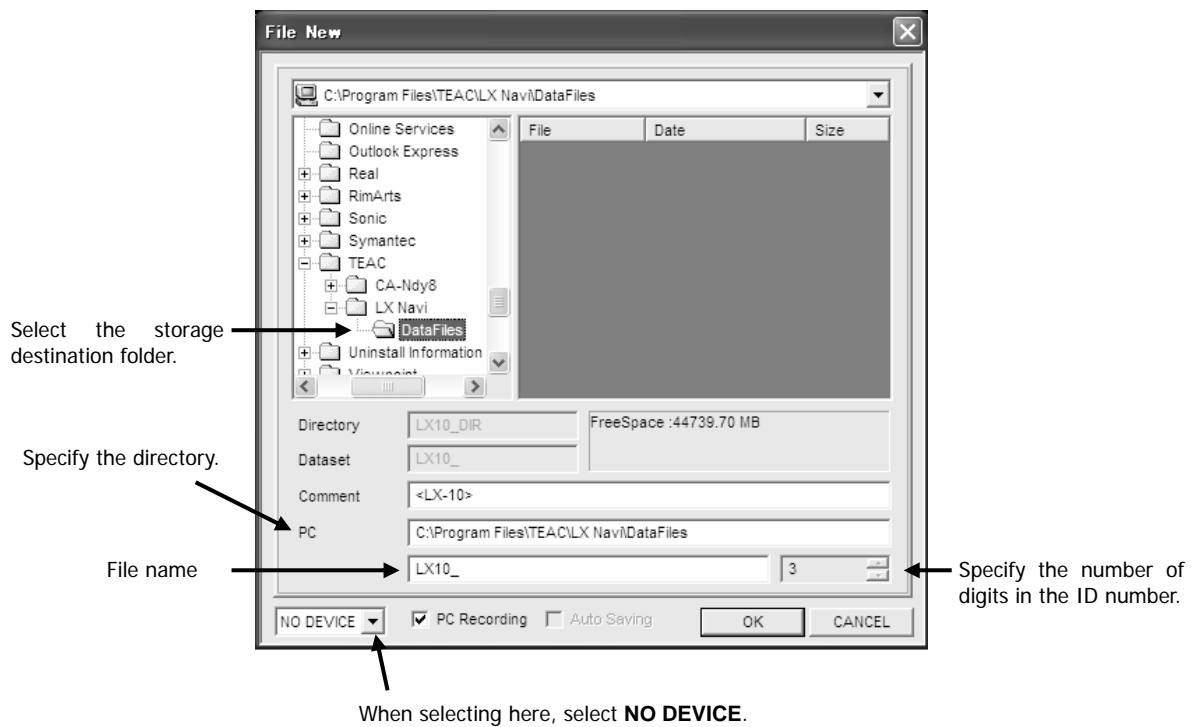 File New
C:\Program Files\TEAC\LX Navi\DataFiles
Online Services
Outlook Express
Real
RimArts
Sonic
Symantec
TEAC
CA-Ndy8
LX Navi
DataFiles
Uninstall Information
Viewpoint
File Date Size
Select the storage
destination folder.
Directory LX10_DIR
FreeSpace :44739.70 MB
Dataset LX10_
Specify the directory.
Comment <LX-10>
PC C:\Program Files\TEAC\LX Navi\DataFiles
File name
LX10_ 3
Specify the number of
digits in the ID number.
NO DEVICE PC Recording Auto Saving OK CANCEL
When selecting here, select NO DEVICE.